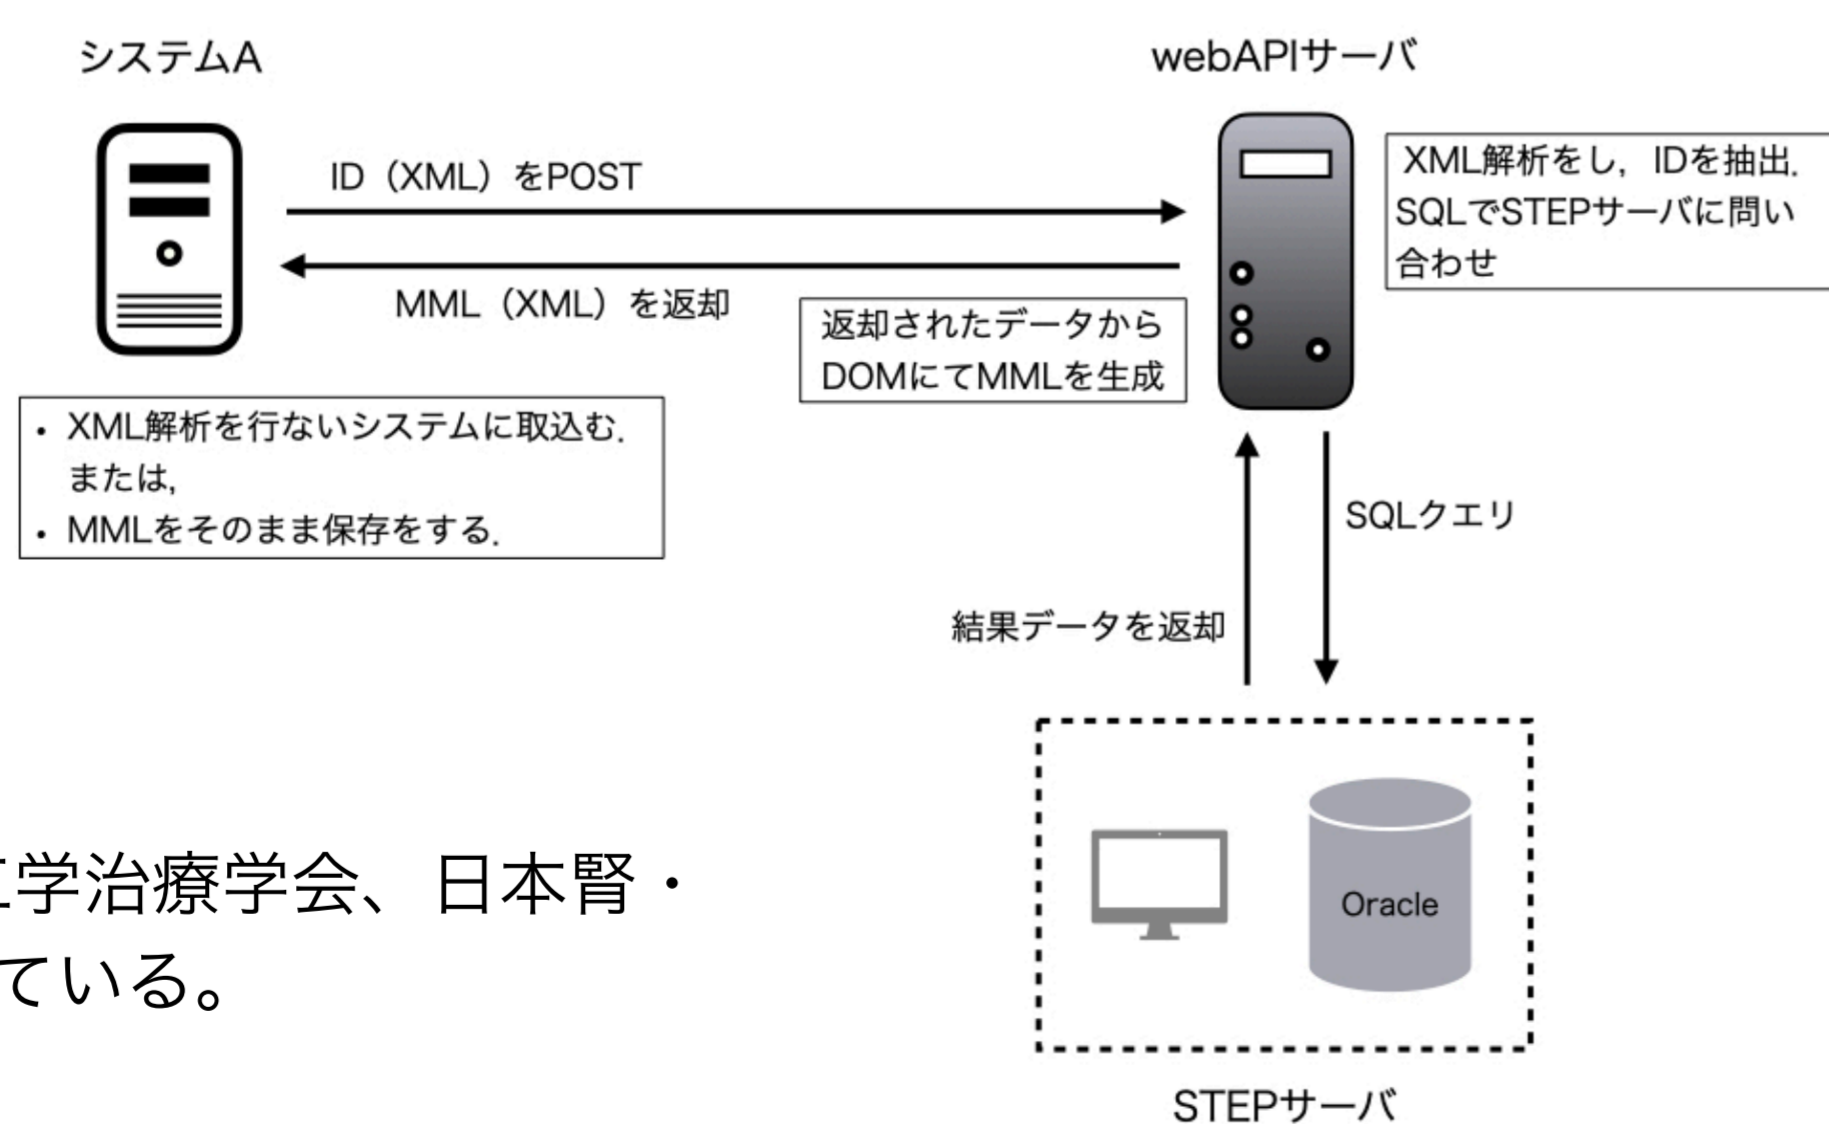 システムA
webAPIサーバ
ID（XML）をPOST
XML解析をし，IDを抽出．
SQLでSTEPサーバに問い
合わせ
MML（XML）を返却
返却されたデータから
DOMにてMMLを生成
・ XML解析を行ないシステムに取込む．
または，
・ MMLをそのまま保存をする．
SQLクエリ
結果データを返却
Oracle
STEPサーバ
学治療学会、日本腎・
ている。